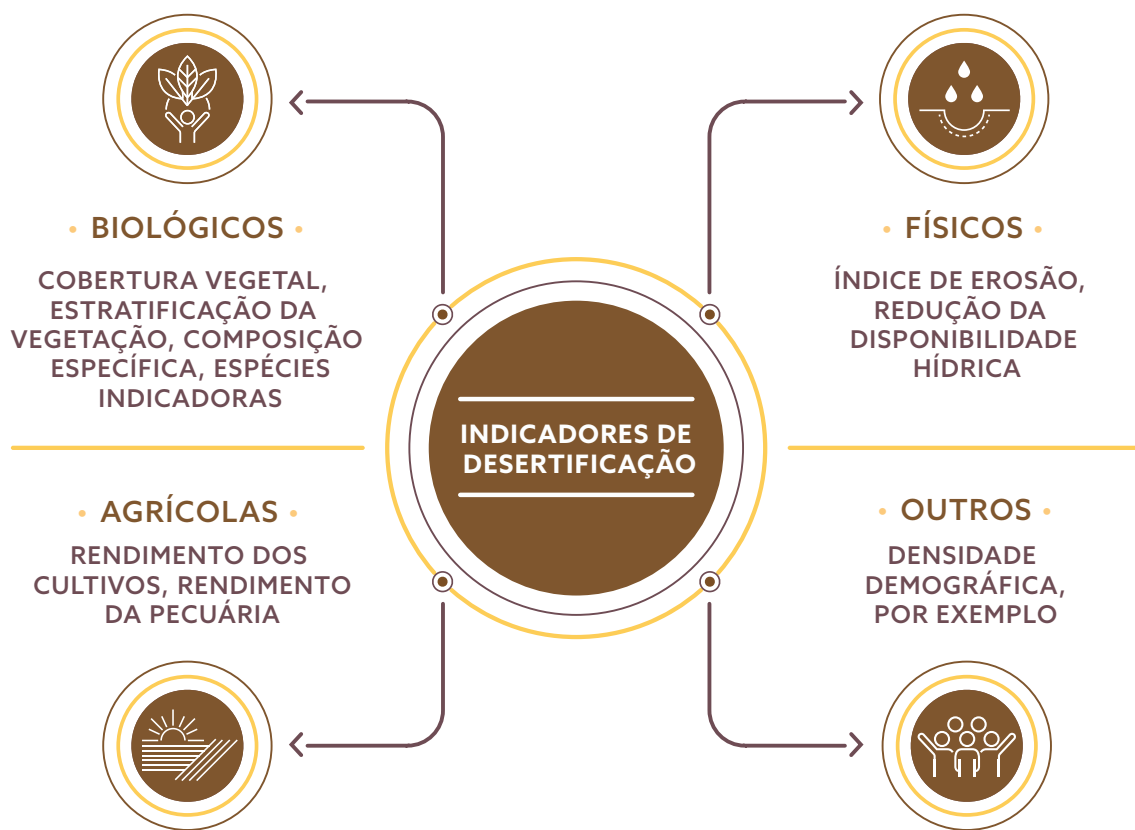 BIOLÓGICOS
COBERTURA VEGETAL,
ESTRATIFICAÇÃO DA
VEGETAÇÃO, COMPOSIÇÃO
ESPECÍFICA, ESPÉCIES
INDICADORAS
FÍSICOS
ÍNDICE DE EROSÃO,
REDUÇÃO DA
DISPONIBILIDADE
HÍDRICA
INDICADORES DE
DESERTIFICAÇÃO
AGRÍCOLAS
RENDIMENTO DOS
CULTIVOS, RENDIMENTO
DA PECUÁRIA
OUTROS
DENSIDADE
DEMOGRÁFICA,
POR EXEMPLO